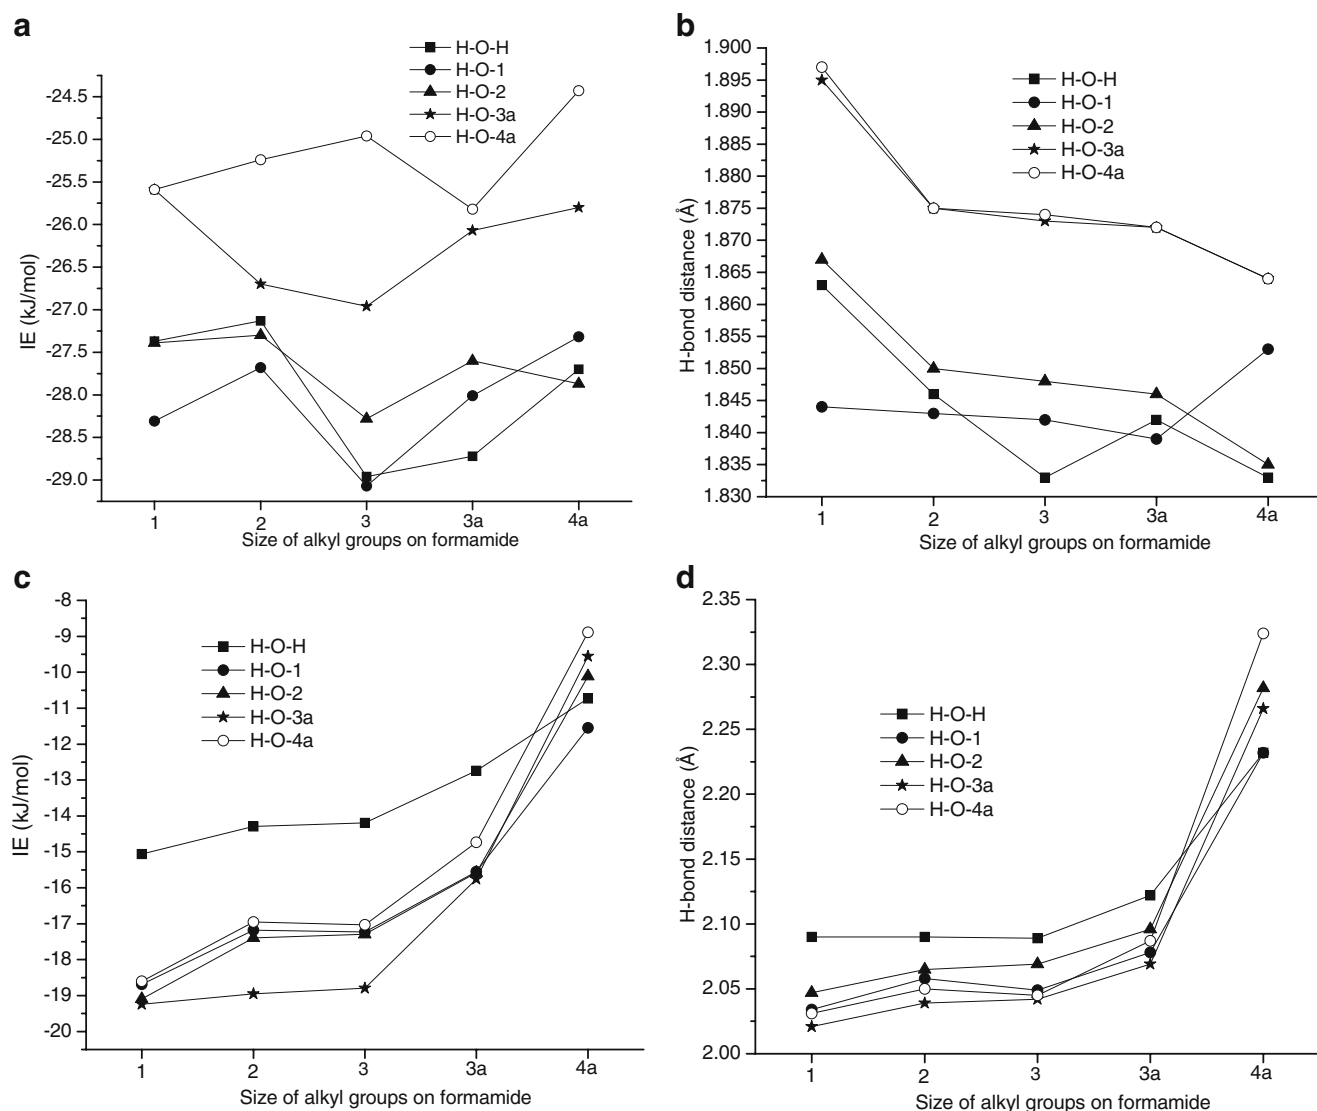 a
H-O-H
H-O-1
H-O-2
H-O-3a
H-O-4a
-24.5
-25.0
-25.5
-26.0
-26.5
-27.0
-27.5
-28.0
-28.5
-29.0
IE (kJ/mol)
1 2 3 3a 4a
Size of alkyl groups on formamide
b
H-O-H
H-O-1
H-O-2
H-O-3a
H-O-4a
1.900
1.895
1.890
1.885
1.880
1.875
1.870
1.865
1.860
1.855
1.850
1.845
1.840
1.835
1.830
H-bond distance (Å)
1 2 3 3a 4a
Size of alkyl groups on formamide
c
H-O-H
H-O-1
H-O-2
H-O-3a
H-O-4a
-8
-9
-10
-11
-12
-13
-14
-15
-16
-17
-18
-19
-20
IE (kJ/mol)
1 2 3 3a 4a
Size of alkyl groups on formamide
d
H-O-H
H-O-1
H-O-2
H-O-3a
H-O-4a
2.35
2.30
2.25
2.20
2.15
2.10
2.05
2.00
H-bond distance (Å)
1 2 3 3a 4a
Size of alkyl groups on formamide